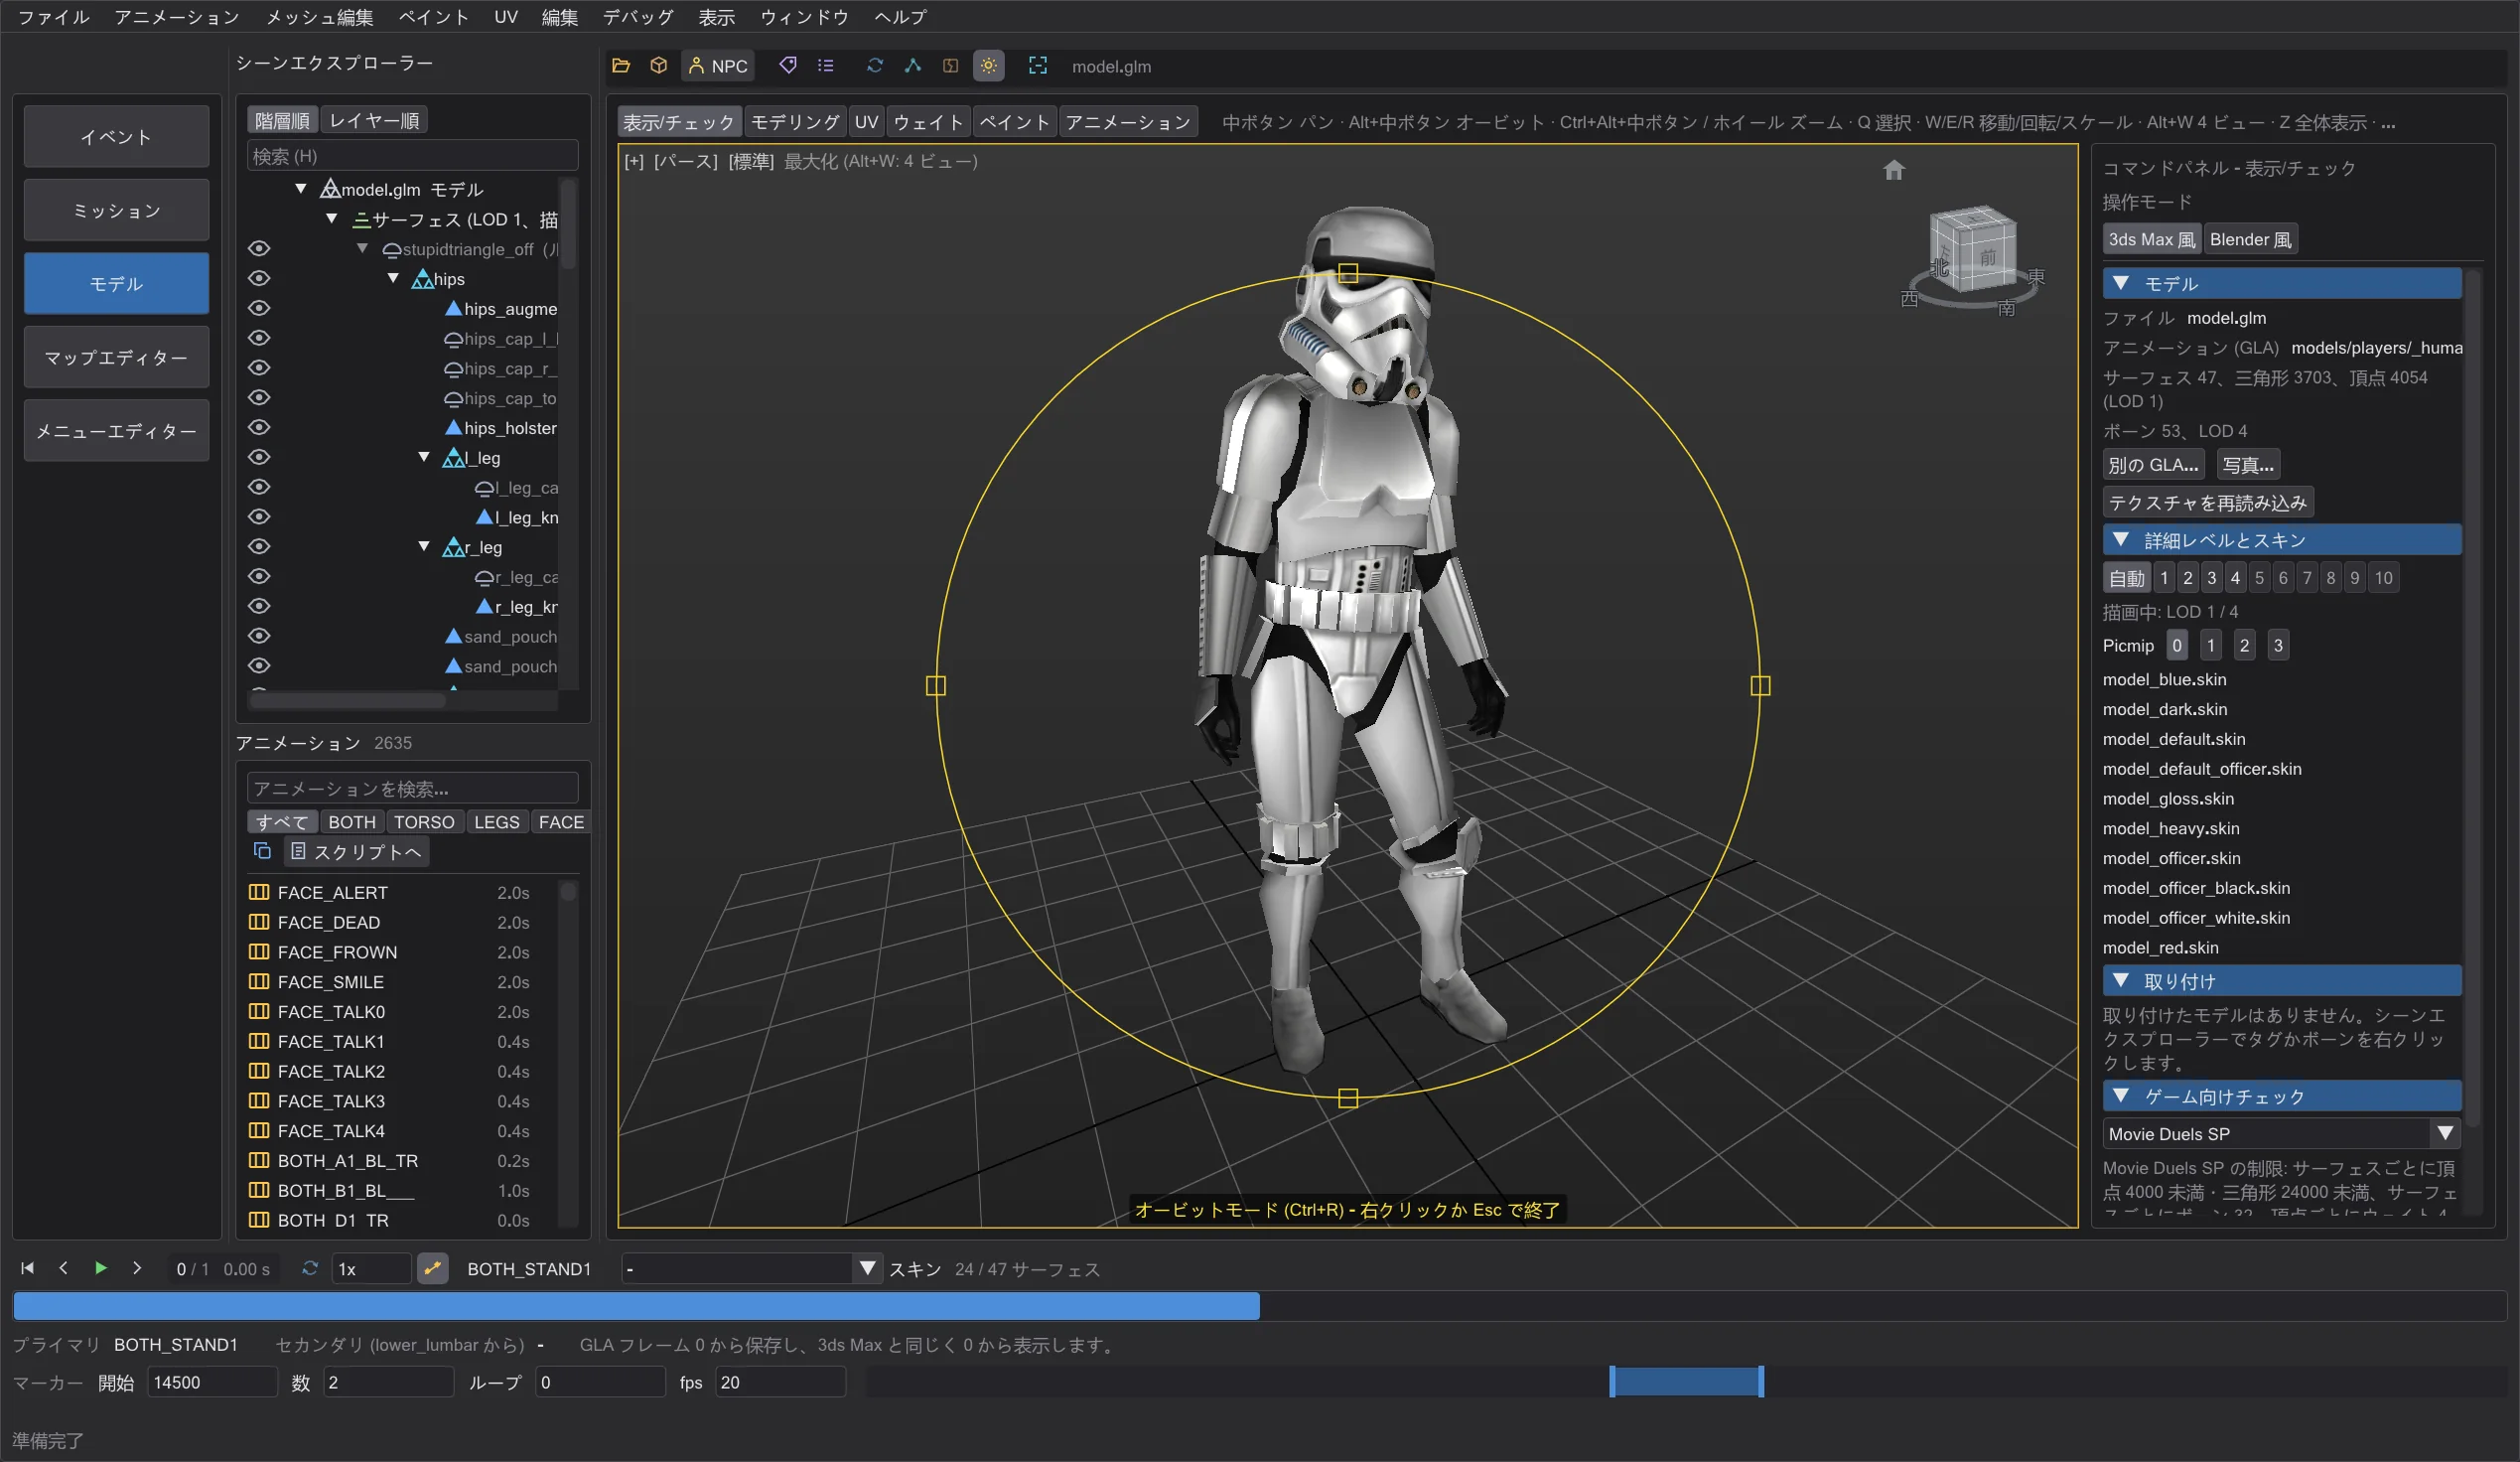 ファイル アニメーション メッシュ編集 ペイント UV 編集 デバッグ 表示 ウィンドウ ヘルプ
シーンエクスプローラー
NPC model.glm
イベント
ミッション
モデル
マップエディター
メニューエディター
階層順 レイヤー順
検索 (H)
model.glm モデル
サーフェス (LOD 1、描
stupidtriangle_off
hips
hips_augme
hips_cap_l_
hips_cap_r_
hips_cap_to
hips_holster
l_leg
l_leg_ca
l_leg_kn
r_leg
r_leg_ca
r_leg_kn
sand_pouch
sand_pouch
アニメーション 2635
アニメーションを検索...
すべて BOTH TORSO LEGS FACE
スクリプトへ
FACE_ALERT 2.0s
FACE_DEAD 2.0s
FACE_FROWN 2.0s
FACE_SMILE 2.0s
FACE_TALK0 2.0s
FACE_TALK1 0.4s
FACE_TALK2 0.4s
FACE_TALK3 0.4s
FACE_TALK4 0.4s
BOTH_A1_BL_TR 0.2s
BOTH_B1_BL___ 1.0s
BOTH_D1_TR 0.0s
表示/チェック モデリング UV ウェイト ペイント アニメーション 中ボタン パン · Alt+中ボタン オービット · Ctrl+Alt+中ボタン / ホイール ズーム · Q 選択 · W/E/R 移動/回転/スケール · Alt+W 4 ビュー · Z 全体表示 · ...
[+] [パース] [標準] 最大化 (Alt+W: 4 ビュー)
前
北
西
東
南
オービットモード (Ctrl+R) - 右クリックか Esc で終了
コマンドパネル - 表示/チェック
操作モード
3ds Max 風 Blender 風
モデル
ファイル model.glm
アニメーション (GLA) models/players/_huma
サーフェス 47、三角形 3703、頂点 4054
(LOD 1)
ボーン 53、LOD 4
別の GLA... 写真...
テクスチャを再読み込み
詳細レベルとスキン
自動 1 2 3 4 5 6 7 8 9 10
描画中: LOD 1 / 4
Picmip 0 1 2 3
model_blue.skin
model_dark.skin
model_default.skin
model_default_officer.skin
model_gloss.skin
model_heavy.skin
model_officer.skin
model_officer_black.skin
model_officer_white.skin
model_red.skin
取り付け
取り付けたモデルはありません。シーンエ
クスプローラーでタグかボーンを右クリッ
クします。
ゲーム向けチェック
Movie Duels SP
Movie Duels SP の制限: サーフェスごとに頂
点 4000 未満・三角形 24000 未満、サーフェ
スごとにボーン 32、頂点ごとにウェイト 4
0 / 1 0.00 s 1x BOTH_STAND1 - スキン 24 / 47 サーフェス
プライマリ BOTH_STAND1 セカンダリ (lower_lumbar から) - GLA フレーム 0 から保存し、3ds Max と同じく 0 から表示します。
マーカー 開始 14500 数 2 ループ 0 fps 20
準備完了